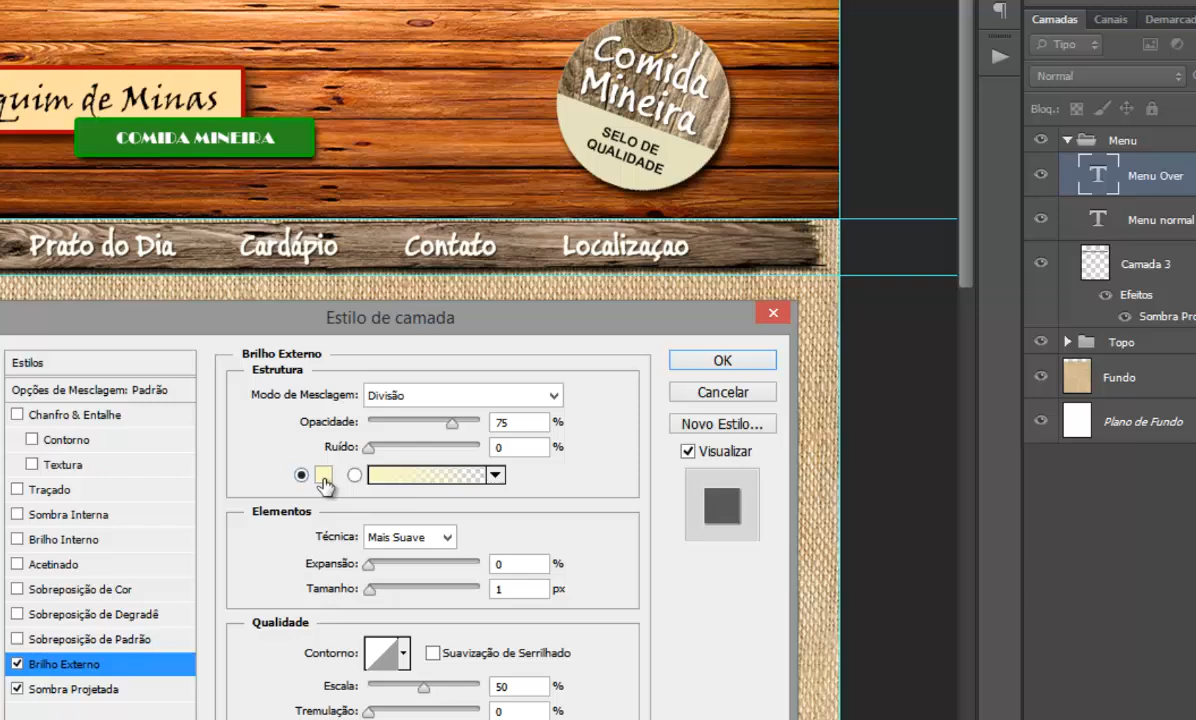 Camadas Canais Demarcad
Tipo
Normal
Bloq.:
Comida
Mineira
SELO DE
QUALIDADE
quim de Minas
COMIDA MINEIRA
Menu
Menu Over
Menu normal
Prato do Dia Cardápio Contato Localizaçao
Camada 3
Efeitos
Sombra Pro
Topo
Fundo
Plano de Fundo
Estilo de camada
Estilos
Opções de Mesclagem: Padrão
Chanfro & Entalhe
Contorno
Textura
Traçado
Sombra Interna
Brilho Interno
Acetinado
Sobreposição de Cor
Sobreposição de Degradê
Sobreposição de Padrão
Brilho Externo
Sombra Projetada
Brilho Externo
Estrutura
Modo de Mesclagem: Divisão
Opacidade: 75 %
Ruído: 0 %
Elementos
Técnica: Mais Suave
Expansão: 0 %
Tamanho: 1 px
Qualidade
Contorno: Suavização de Serrilhado
Escala: 50 %
Tremulação: 0 %
OK
Cancelar
Novo Estilo...
Visualizar